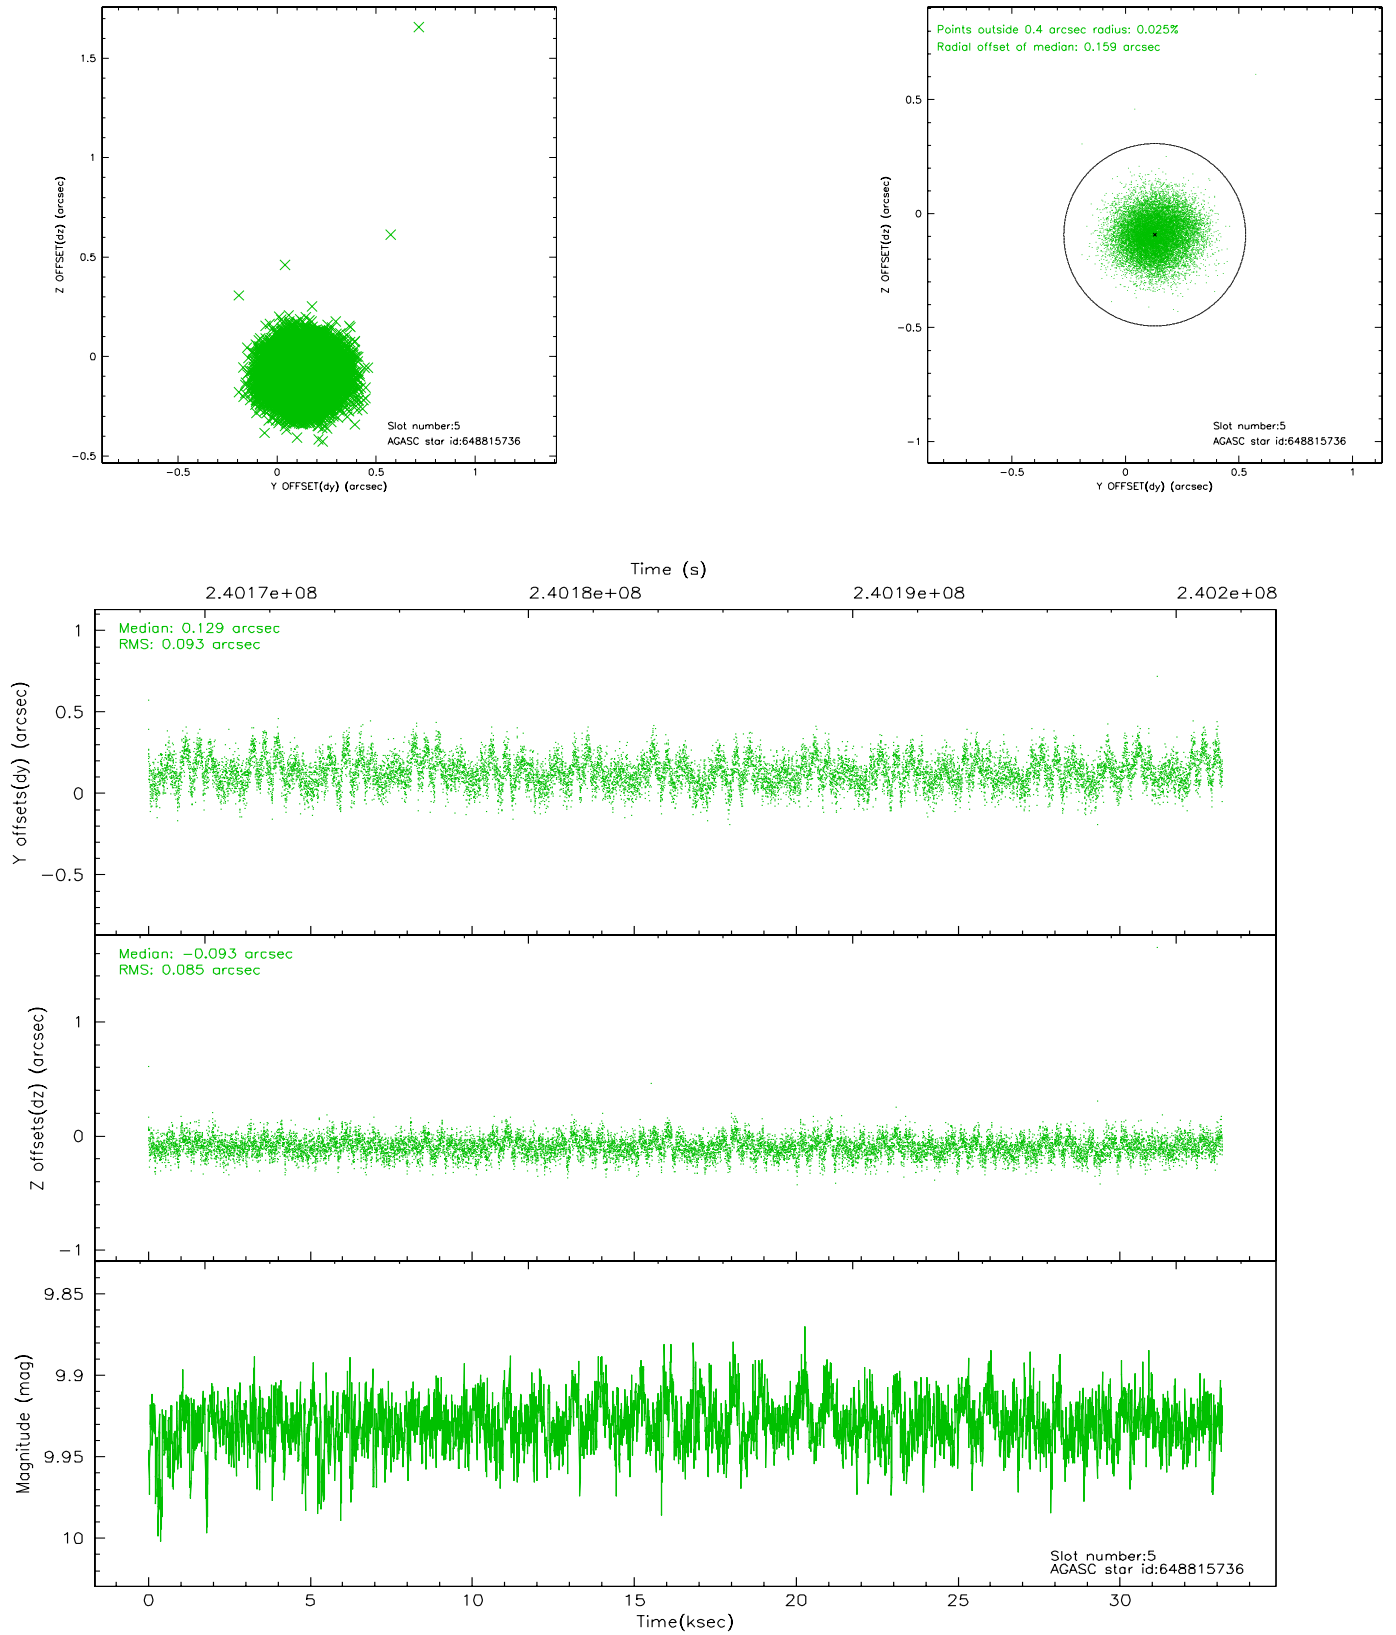 1.5
1
0.5
0
−0.5
Z OFFSET(dz) (arcsec)
−0.5 0 0.5 1
Y OFFSET(dy) (arcsec)
Slot number:5
AGASC star id:648815736
Points outside 0.4 arcsec radius: 0.025%
Radial offset of median: 0.159 arcsec
0.5
0
−0.5
−1
Z OFFSET(dz) (arcsec)
−0.5 0 0.5 1
Y OFFSET(dy) (arcsec)
Slot number:5
AGASC star id:648815736
Time (s)
2.4017e+08 2.4018e+08 2.4019e+08 2.402e+08
Median: 0.129 arcsec
RMS: 0.093 arcsec
1
0.5
0
−0.5
Y offsets(dy) (arcsec)
Median: −0.093 arcsec
RMS: 0.085 arcsec
1
0
−1
Z offsets(dz) (arcsec)
9.85
9.9
9.95
10
Magnitude (mag)
Slot number:5
AGASC star id:648815736
0 5 10 15 20 25 30
Time(ksec)